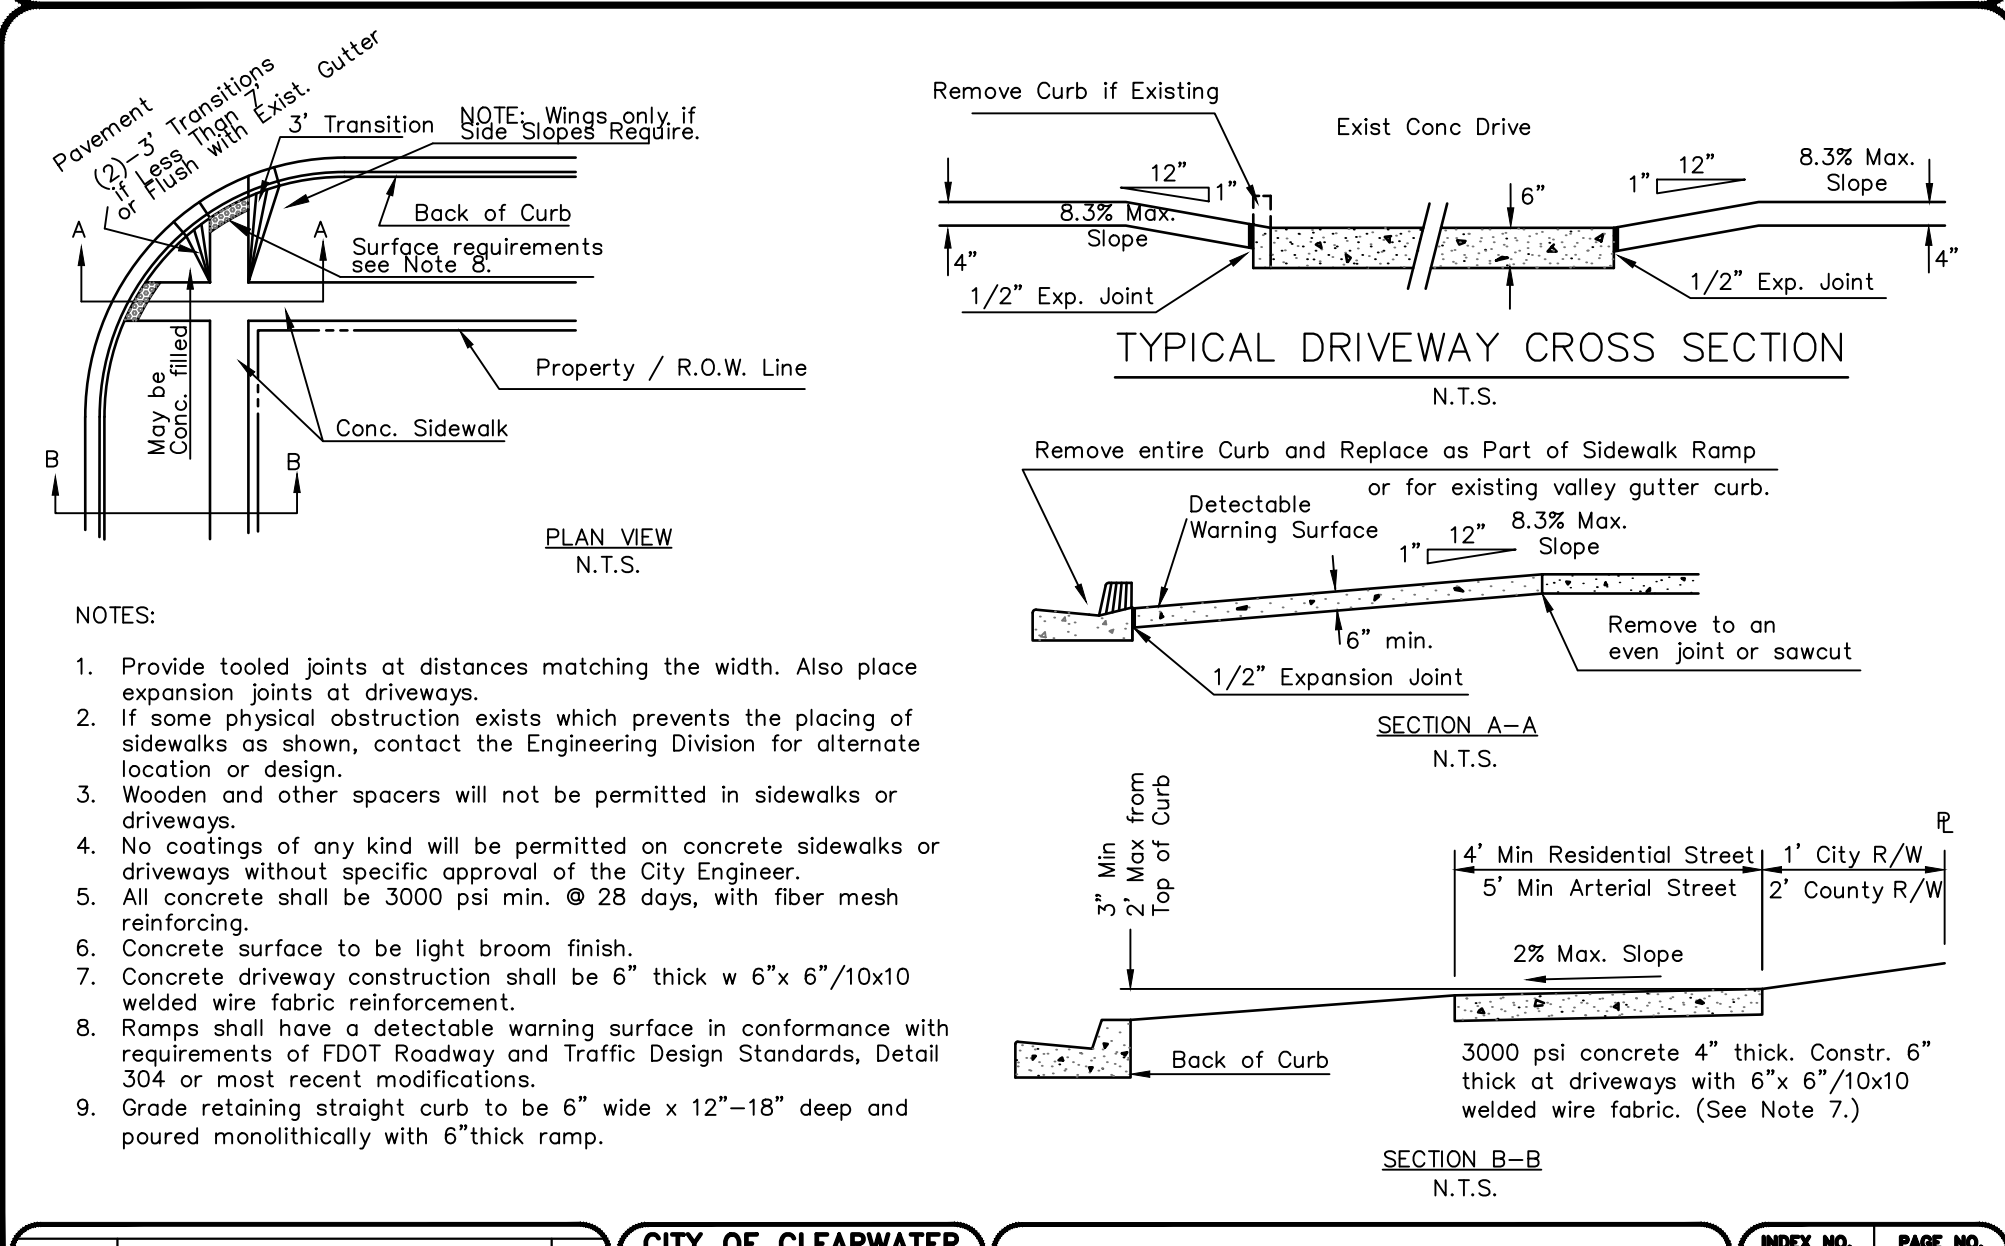 Pavement
(2)-3' Transitions
if Less Than 7'
or Flush with Exist. Gutter
3' Transition
NOTE: Wings only if
Side Slopes Require.
Back of Curb
A
A
Surface requirements
see Note 8.
May be
Conc. filled
Property / R.O.W. Line
Conc. Sidewalk
B
B
PLAN VIEW
N.T.S.
Remove Curb if Existing
Exist Conc Drive
12"
1"
8.3% Max.
Slope
4"
6"
1"
12"
8.3% Max.
Slope
4"
1/2" Exp. Joint
1/2" Exp. Joint
TYPICAL DRIVEWAY CROSS SECTION
N.T.S.
Remove entire Curb and Replace as Part of Sidewalk Ramp
or for existing valley gutter curb.
Detectable
Warning Surface
1"
12"
8.3% Max.
Slope
6" min.
Remove to an
even joint or sawcut
1/2" Expansion Joint
SECTION A-A
N.T.S.
NOTES:
1. Provide tooled joints at distances matching the width. Also place
expansion joints at driveways.
2. If some physical obstruction exists which prevents the placing of
sidewalks as shown, contact the Engineering Division for alternate
location or design.
3. Wooden and other spacers will not be permitted in sidewalks or
driveways.
4. No coatings of any kind will be permitted on concrete sidewalks or
driveways without specific approval of the City Engineer.
5. All concrete shall be 3000 psi min. @ 28 days, with fiber mesh
reinforcing.
6. Concrete surface to be light broom finish.
7. Concrete driveway construction shall be 6" thick w 6"x 6"/10x10
welded wire fabric reinforcement.
8. Ramps shall have a detectable warning surface in conformance with
requirements of FDOT Roadway and Traffic Design Standards, Detail
304 or most recent modifications.
9. Grade retaining straight curb to be 6" wide x 12"-18" deep and
poured monolithically with 6"thick ramp.
3" Min
2' Max from
Top of Curb
PL
4' Min Residential Street
5' Min Arterial Street
1' City R/W
2' County R/W
2% Max. Slope
Back of Curb
3000 psi concrete 4" thick. Constr. 6"
thick at driveways with 6"x 6"/10x10
welded wire fabric. (See Note 7.)
SECTION B-B
N.T.S.
CITY OF CLEARWATER
INDEX NO.
PAGE NO.